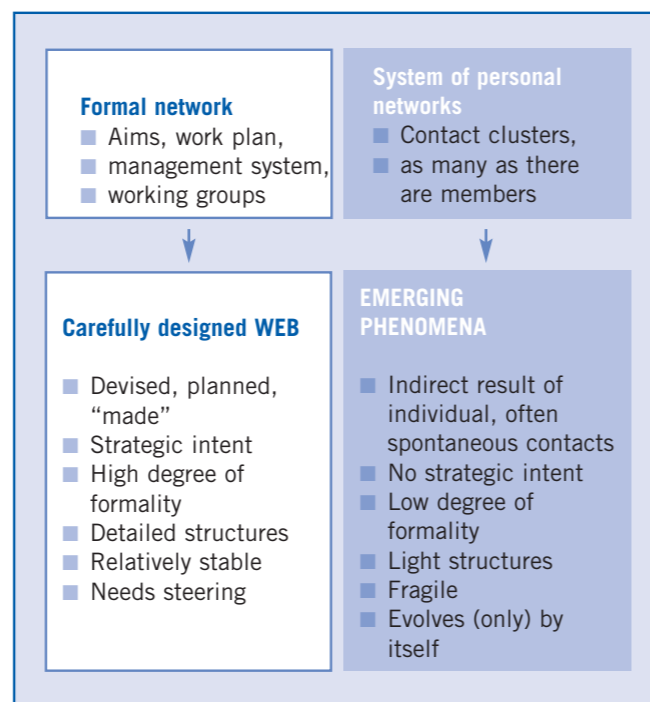 Formal network
■ Aims, work plan,
■ management system,
■ working groups
System of personal
networks
■ Contact clusters,
■ as many as there
are members
Carefully designed WEB
■ Devised, planned,
“made”
■ Strategic intent
■ High degree of
formality
■ Detailed structures
■ Relatively stable
■ Needs steering
EMERGING
PHENOMENA
■ Indirect result of
individual, often
spontaneous contacts
■ No strategic intent
■ Low degree of
formality
■ Light structures
■ Fragile
■ Evolves (only) by
itself